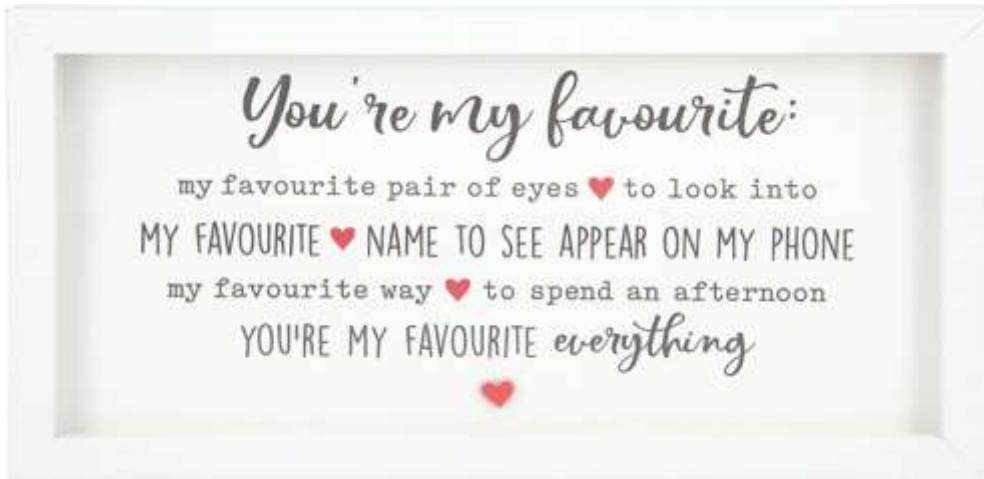 You're my favourite:
my favourite pair of eyes ♥ to look into
MY FAVOURITE ♥ NAME TO SEE APPEAR ON MY PHONE
my favourite way ♥ to spend an afternoon
YOU'RE MY FAVOURITE everything
♥